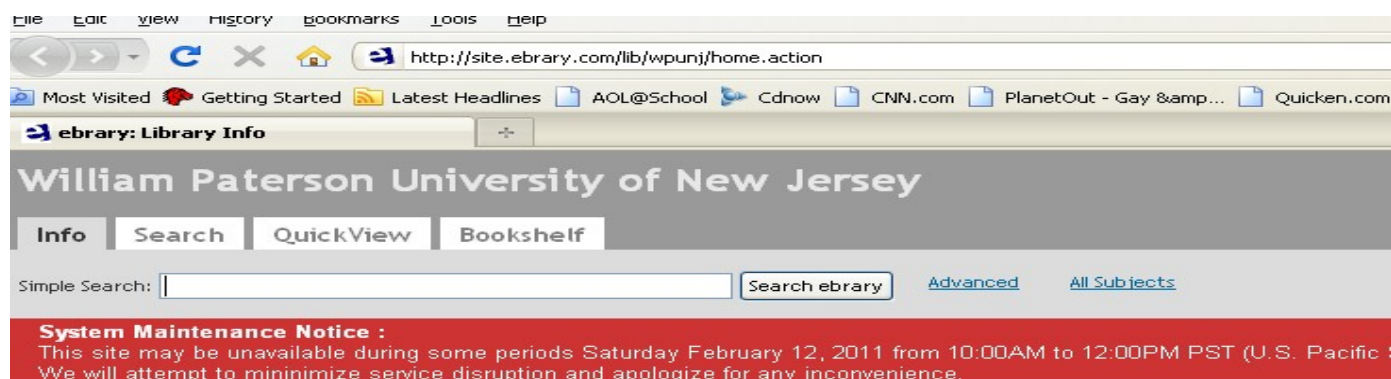 File Edit View History Bookmarks Tools Help
http://site.ebrary.com/lib/wpunj/home.action
Most Visited Getting Started Latest Headlines AOL@School Cdnow CNN.com PlanetOut - Gay &amp... Quicken.com
ebrary: Library Info
William Paterson University of New Jersey
Info Search QuickView Bookshelf
Simple Search: Search ebrary Advanced All Subjects
System Maintenance Notice :
This site may be unavailable during some periods Saturday February 12, 2011 from 10:00AM to 12:00PM PST (U.S. Pacific
We will attempt to mininimize service disruption and apologize for any inconvenience.